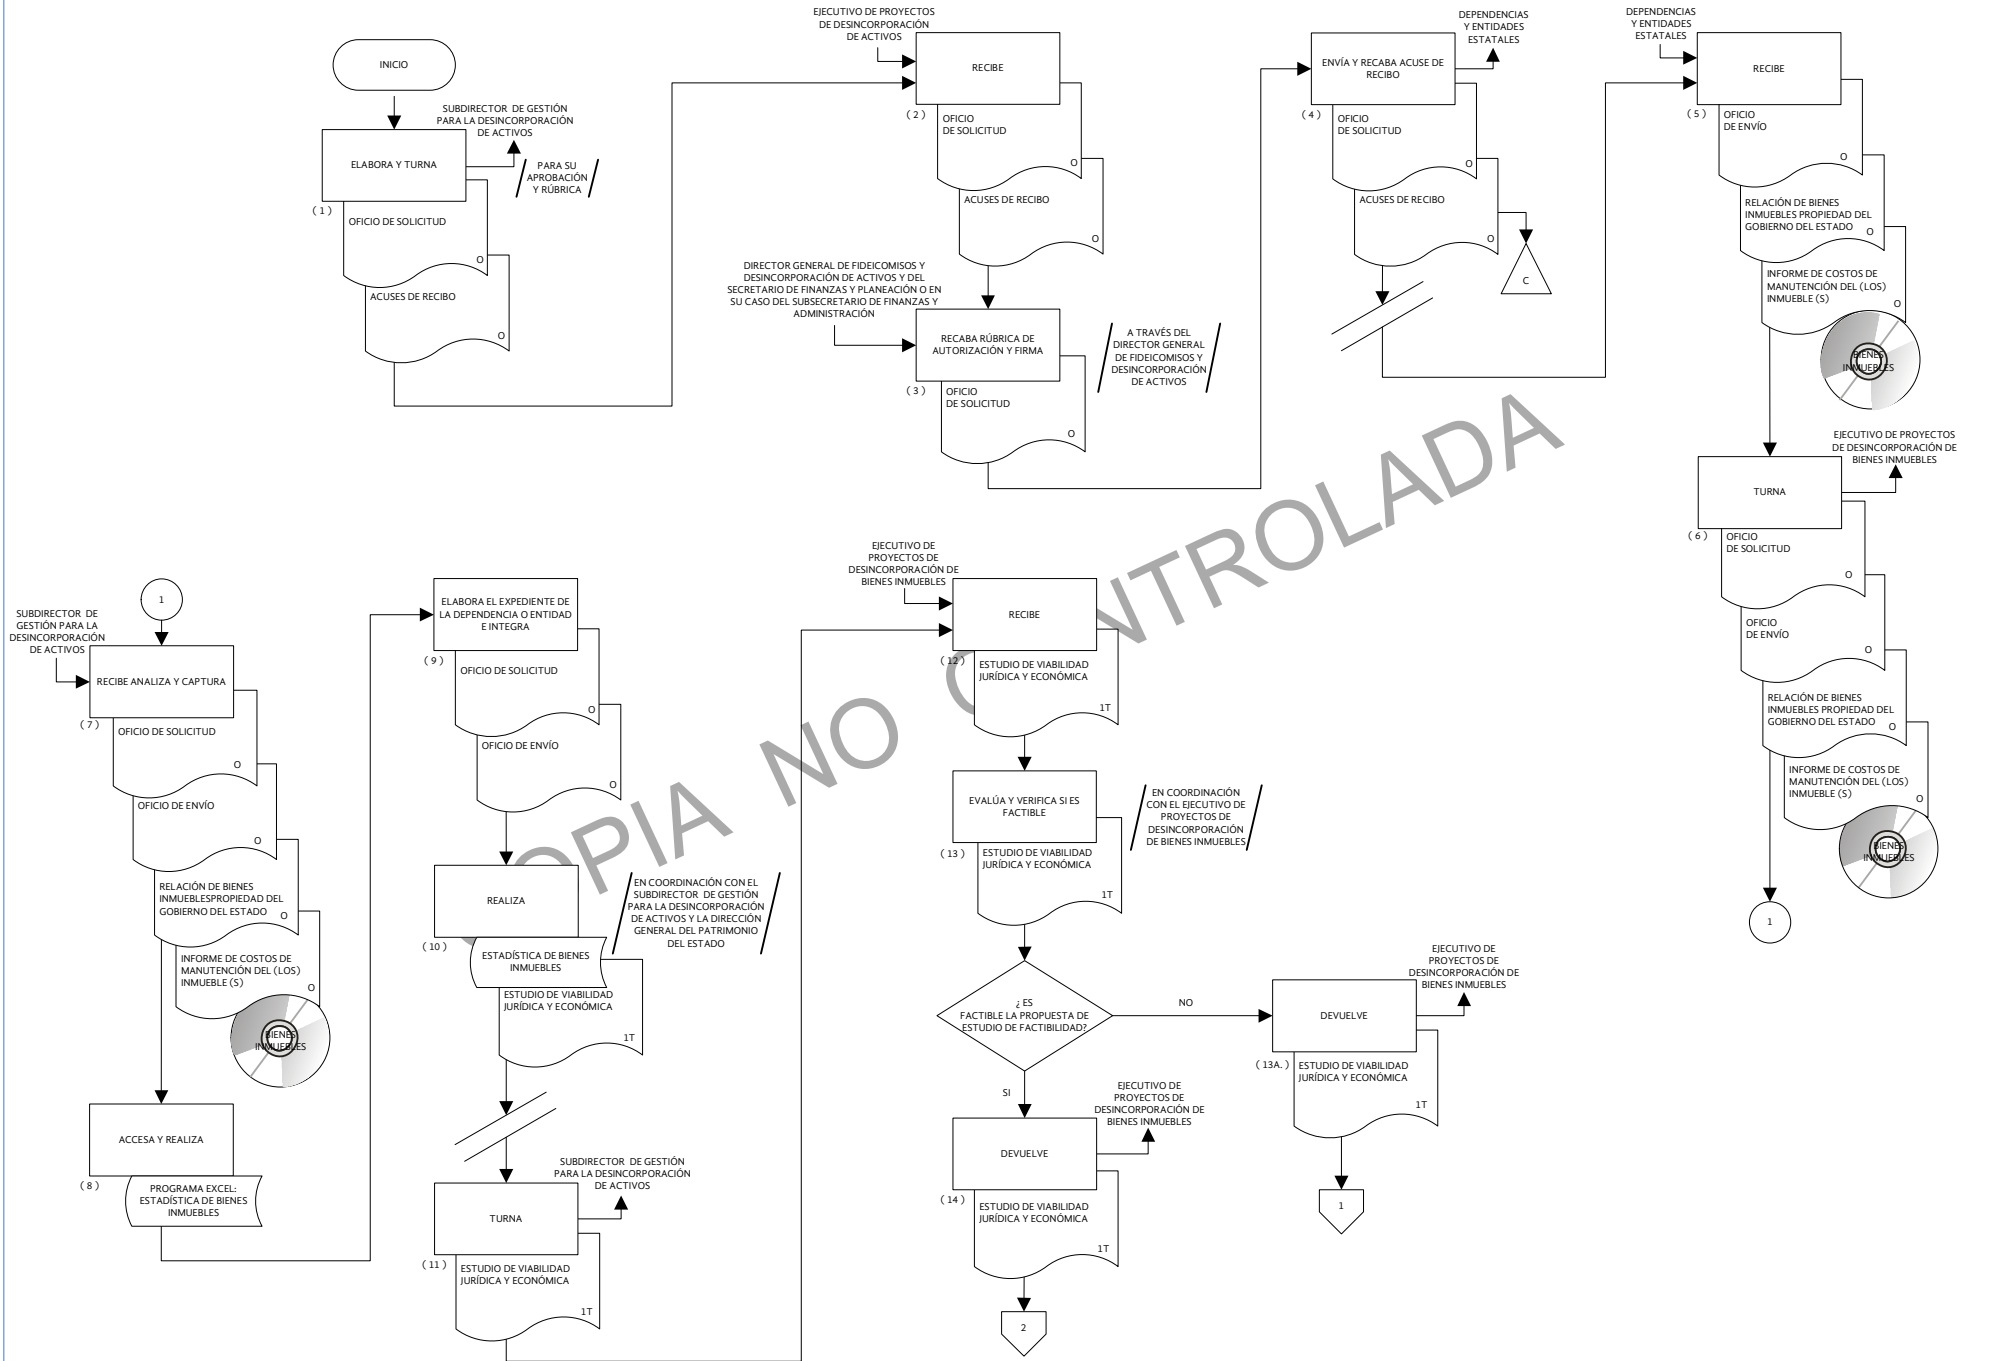 INICIO
SUBDIRECTOR DE GESTIÓN
PARA LA DESINCORPORACIÓN
DE ACTIVOS
ELABORA Y TURNA
PARA SU
APROBACIÓN
Y RÚBRICA
( 1 )
OFICIO DE SOLICITUD
O
ACUSES DE RECIBO
O
EJECUTIVO DE PROYECTOS
DE DESINCORPORACIÓN
DE ACTIVOS
RECIBE
( 2 )
OFICIO
DE SOLICITUD
O
ACUSES DE RECIBO
O
DIRECTOR GENERAL DE FIDEICOMISOS Y
DESINCORPORACIÓN DE ACTIVOS Y DEL
SECRETARIO DE FINANZAS Y PLANEACIÓN O EN
SU CASO DEL SUBSECRETARIO DE FINANZAS Y
ADMINISTRACIÓN
RECABA RÚBRICA DE
AUTORIZACIÓN Y FIRMA
A TRAVÉS DEL
DIRECTOR GENERAL
DE FIDEICOMISOS Y
DESINCORPORACIÓN
DE ACTIVOS
( 3 )
OFICIO
DE SOLICITUD
O
DEPENDENCIAS
Y ENTIDADES
ESTATALES
ENVÍA Y RECABA ACUSE DE
RECIBO
( 4 )
OFICIO
DE SOLICITUD
O
ACUSES DE RECIBO
O
C
DEPENDENCIAS
Y ENTIDADES
ESTATALES
RECIBE
( 5 )
OFICIO
DE ENVÍO
O
RELACIÓN DE BIENES
INMUEBLES PROPIEDAD DEL
GOBIERNO DEL ESTADO O
INFORME DE COSTOS DE
MANUTENCIÓN DEL (LOS)
INMUEBLE (S)
O
BIENES
INMUEBLES
EJECUTIVO DE PROYECTOS
DE DESINCORPORACIÓN DE
BIENES INMUEBLES
TURNA
( 6 )
OFICIO
DE SOLICITUD
O
OFICIO
DE ENVÍO
O
RELACIÓN DE BIENES
INMUEBLES PROPIEDAD DEL
GOBIERNO DEL ESTADO O
INFORME DE COSTOS DE
MANUTENCIÓN DEL (LOS)
INMUEBLE (S)
O
BIENES
INMUEBLES
1
1
SUBDIRECTOR DE
GESTIÓN PARA LA
DESINCORPORACIÓN
DE ACTIVOS
RECIBE ANALIZA Y CAPTURA
( 7 )
OFICIO DE SOLICITUD
O
OFICIO DE ENVÍO
O
RELACIÓN DE BIENES
INMUEBLESPROPIEDAD DEL
GOBIERNO DEL ESTADO O
INFORME DE COSTOS DE
MANUTENCIÓN DEL (LOS)
INMUEBLE (S)
O
BIENES
INMUEBLES
ACCESA Y REALIZA
( 8 )
PROGRAMA EXCEL:
ESTADÍSTICA DE BIENES
INMUEBLES
ELABORA EL EXPEDIENTE DE
LA DEPENDENCIA O ENTIDAD
E INTEGRA
( 9 )
OFICIO DE SOLICITUD
O
OFICIO DE ENVÍO
O
REALIZA
EN COORDINACIÓN CON EL
SUBDIRECTOR DE GESTIÓN
PARA LA DESINCORPORACIÓN
DE ACTIVOS Y LA DIRECCIÓN
GENERAL DEL PATRIMONIO
DEL ESTADO
( 10 )
ESTADÍSTICA DE BIENES
INMUEBLES
ESTUDIO DE VIABILIDAD
JURÍDICA Y ECONÓMICA
1T
SUBDIRECTOR DE GESTIÓN
PARA LA DESINCORPORACIÓN
DE ACTIVOS
TURNA
( 11 )
ESTUDIO DE VIABILIDAD
JURÍDICA Y ECONÓMICA
1T
EJECUTIVO DE
PROYECTOS DE
DESINCORPORACIÓN DE
BIENES INMUEBLES
RECIBE
( 12 )
ESTUDIO DE VIABILIDAD
JURÍDICA Y ECONÓMICA
1T
EVALÚA Y VERIFICA SI ES
FACTIBLE
EN COORDINACIÓN
CON EL EJECUTIVO DE
PROYECTOS DE
DESINCORPORACIÓN
DE BIENES INMUEBLES
( 13 )
ESTUDIO DE VIABILIDAD
JURÍDICA Y ECONÓMICA
1T
¿ ES
FACTIBLE LA PROPUESTA DE
ESTUDIO DE FACTIBILIDAD?
NO
SI
EJECUTIVO DE
PROYECTOS DE
DESINCORPORACIÓN DE
BIENES INMUEBLES
DEVUELVE
( 13A. )
ESTUDIO DE VIABILIDAD
JURÍDICA Y ECONÓMICA
1T
1
EJECUTIVO DE
PROYECTOS DE
DESINCORPORACIÓN DE
BIENES INMUEBLES
DEVUELVE
( 14 )
ESTUDIO DE VIABILIDAD
JURÍDICA Y ECONÓMICA
1T
2
COPIA NO CONTROLADA